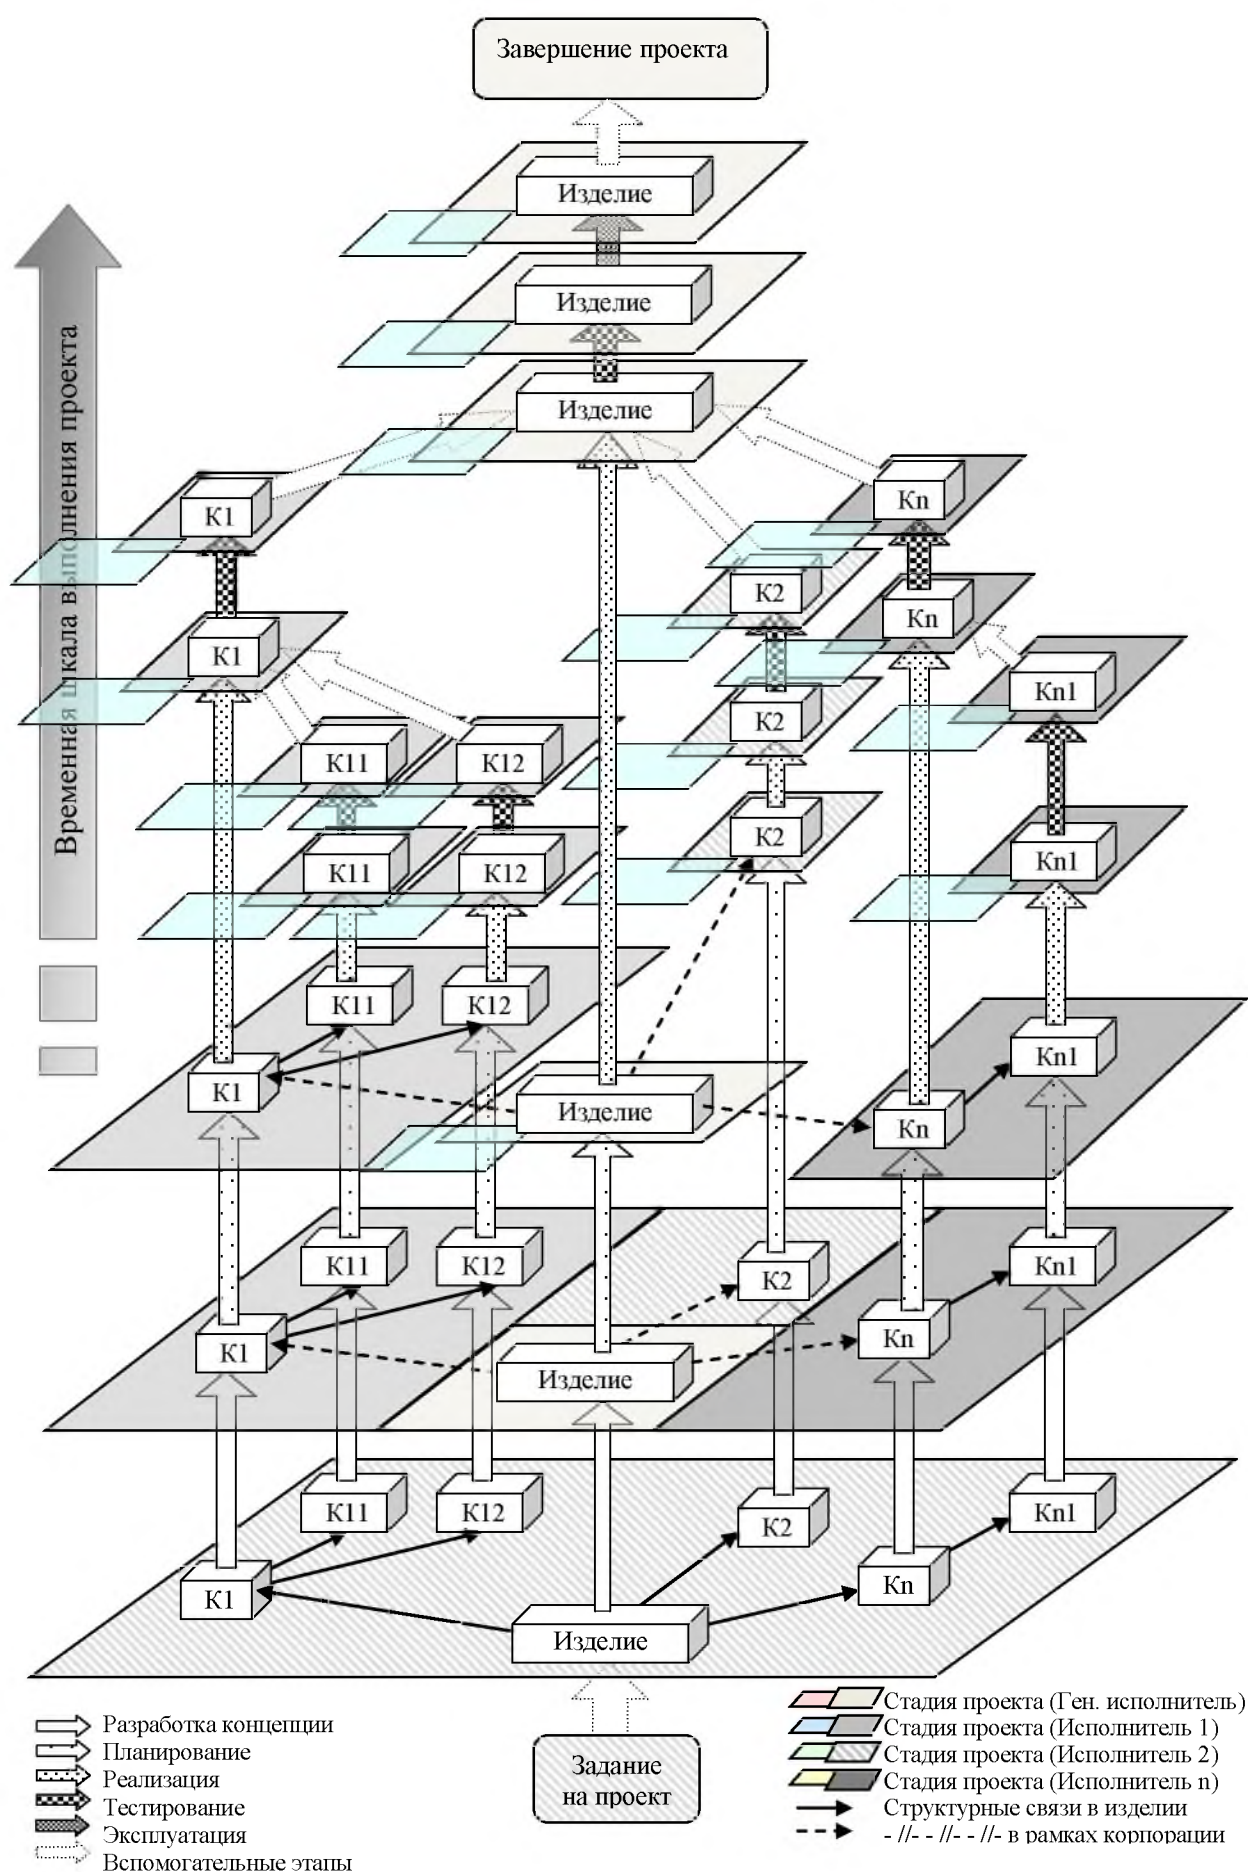 Завершение проекта
Изделие
Изделие
Изделие
Временная шкала выполнения проекта
К1
Кn
К2
Кn
К1
Кn1
К2
К11
К12
К2
Кn1
К11
К12
К11
К12
Кn1
К1
Изделие
Кn
К11
К12
К2
Кn1
К1
Кn
Изделие
К11
К12
К2
Кn1
К1
Кn
Изделие
Задание
на проект
Разработка концепции
Планирование
Реализация
Тестирование
Эксплуатация
Вспомогательные этапы
Стадия проекта (Ген. исполнитель)
Стадия проекта (Исполнитель 1)
Стадия проекта (Исполнитель 2)
Стадия проекта (Исполнитель n)
Структурные связи в изделии
- //- - //- - //- в рамках корпорации